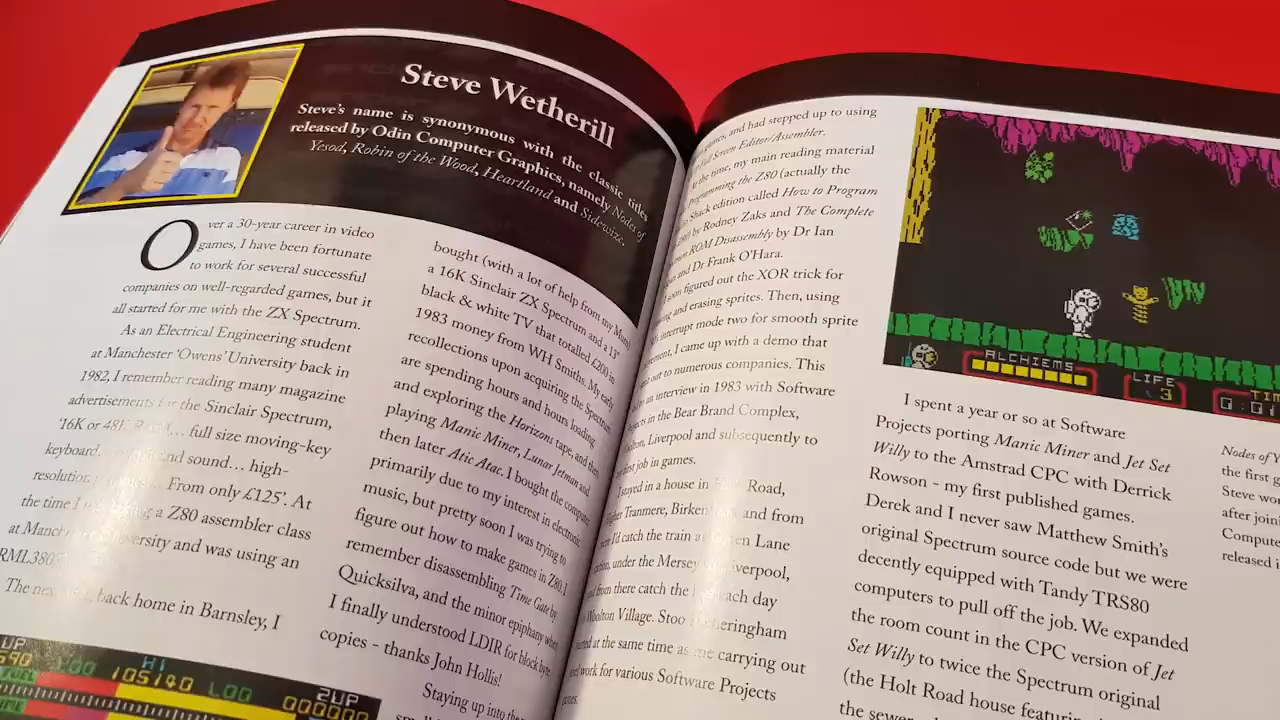 Steve Wetherill
Steve's name is synonymous with the classic titles
released by Odin Computer Graphics, namely Nodes of
Yesod, Robin of the Wood, Heartland and Sidewize.
Over a 30-year career in video
games, I have been fortunate
to work for several successful
companies on well-regarded games, but it
all started for me with the ZX Spectrum.
As an Electrical Engineering student
at Manchester 'Owens' University back in
1982, I remember reading many magazine
advertisements for the Sinclair Spectrum,
'16K or 48K RAM… full size moving-key
keyboard. and sound… high-
resolution From only £125'. At
the time I a Z80 assembler class
at University and was using an
The back home in Barnsley, I
bought (with a lot of help from my Mum)
a 16K Sinclair ZX Spectrum and a 13"
black & white TV that totalled £200 in
1983 money from WH Smiths. My early
recollections upon acquiring the Spectrum
are spending hours and hours loading
and exploring the Horizons tape, and then
playing Manic Miner, Lunar Jetman and
then later Atic Atac. I bought the computer
primarily due to my interest in electronic
music, but pretty soon I was trying to
figure out how to make games in Z80. I
remember disassembling Time Gate by
Quicksilva, and the minor epiphany when
I finally understood LDIR for block byte
copies - thanks John Hollis!
Staying up into the
UP
HI
105140
2UP
000000
games, and had stepped up to using
Full Screen Editor/Assembler.
the time, my main reading material
Programming the Z80 (actually the
Shack edition called How to Program
by Rodney Zaks and The Complete
ROM Disassembly by Dr Ian
and Dr Frank O'Hara.
soon figured out the XOR trick for
and erasing sprites. Then, using
interrupt mode two for smooth sprite
I came up with a demo that
out to numerous companies. This
an interview in 1983 with Software
in the Bear Brand Complex,
Liverpool and subsequently to
first job in games.
stayed in a house in Road,
Tranmere, and from
I'd catch the train Lane
under the Mersey Liverpool,
and from there catch the each day
Woolton Village. Stoo
at the same time as me carrying out
work for various Software Projects
games.
ALCHIEMS
LIFE
3
I spent a year or so at Software
Projects porting Manic Miner and Jet Set
Willy to the Amstrad CPC with Derrick
Rowson - my first published games.
Derek and I never saw Matthew Smith's
original Spectrum source code but we were
decently equipped with Tandy TRS80
computers to pull off the job. We expanded
the room count in the CPC version of Jet
Set Willy to twice the Spectrum original
(the Holt Road house featuring
the sewer
Nodes of
the first
Steve
after
released